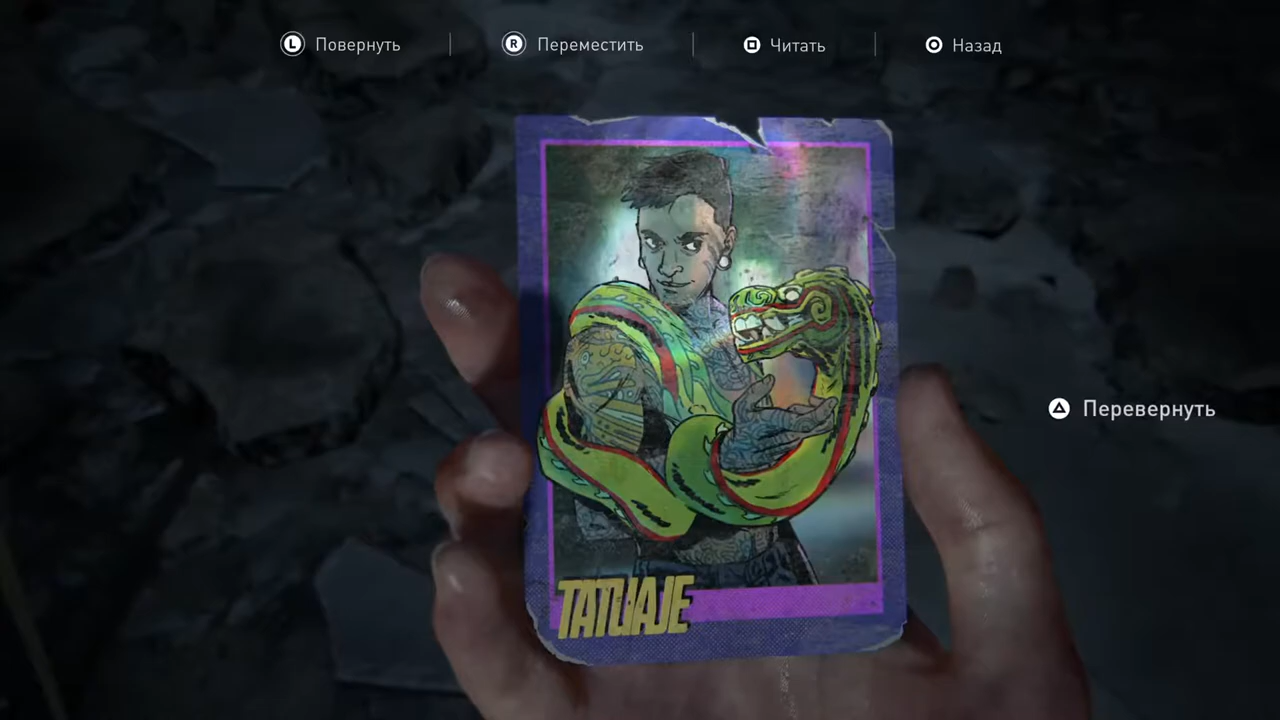 L Повернуть
R Переместить
Читать
Назад
Перевернуть
TATUAJE